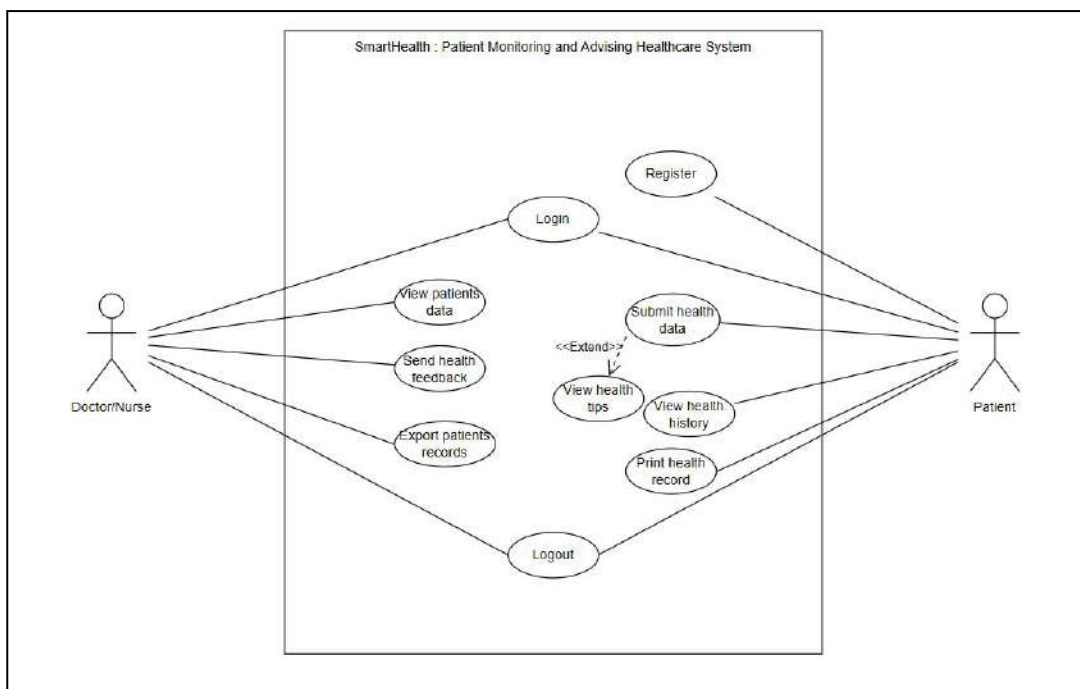 SmartHealth : Patient Monitoring and Advising Healthcare System
Register
Login
View patients
data
Submit health
data
<<Extend>>
Send health
feedback
View health
tips
View health
history
Doctor/Nurse
Patient
Export patients
records
Print health
record
Logout